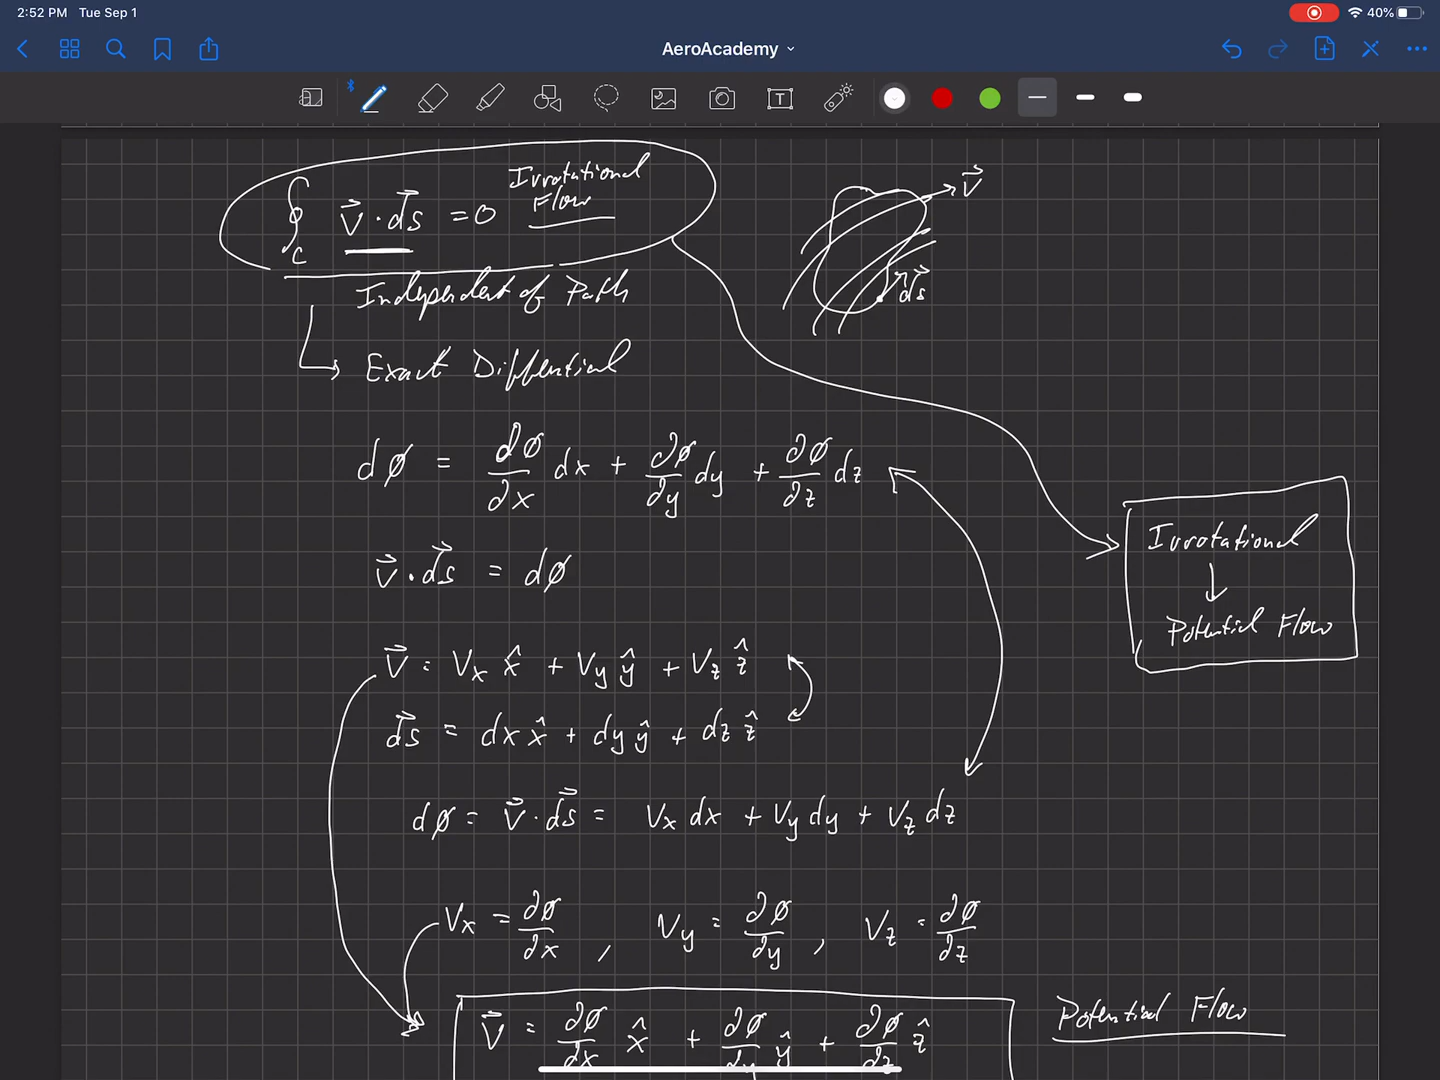 2:52 PM Tue Sep 1
40%
AeroAcademy
∮_C V⃗ · ds⃗ = 0 Irrotational Flow
V⃗
ds⃗
Independent of Path
Exact Diffential
dφ = ∂φ/∂x dx + ∂φ/∂y dy + ∂φ/∂z dz
V⃗ · ds⃗ = dφ
Irrotational
↓
Potential Flow
V⃗ = Vx x̂ + Vy ŷ + Vz ẑ
ds⃗ = dx x̂ + dy ŷ + dz ẑ
dφ = V⃗ · ds⃗ = Vx dx + Vy dy + Vz dz
Vx = ∂φ/∂x , Vy = ∂φ/∂y , Vz = ∂φ/∂z
V⃗ = ∂φ/∂x x̂ + ∂φ/∂y ŷ + ∂φ/∂z ẑ
Potential Flow